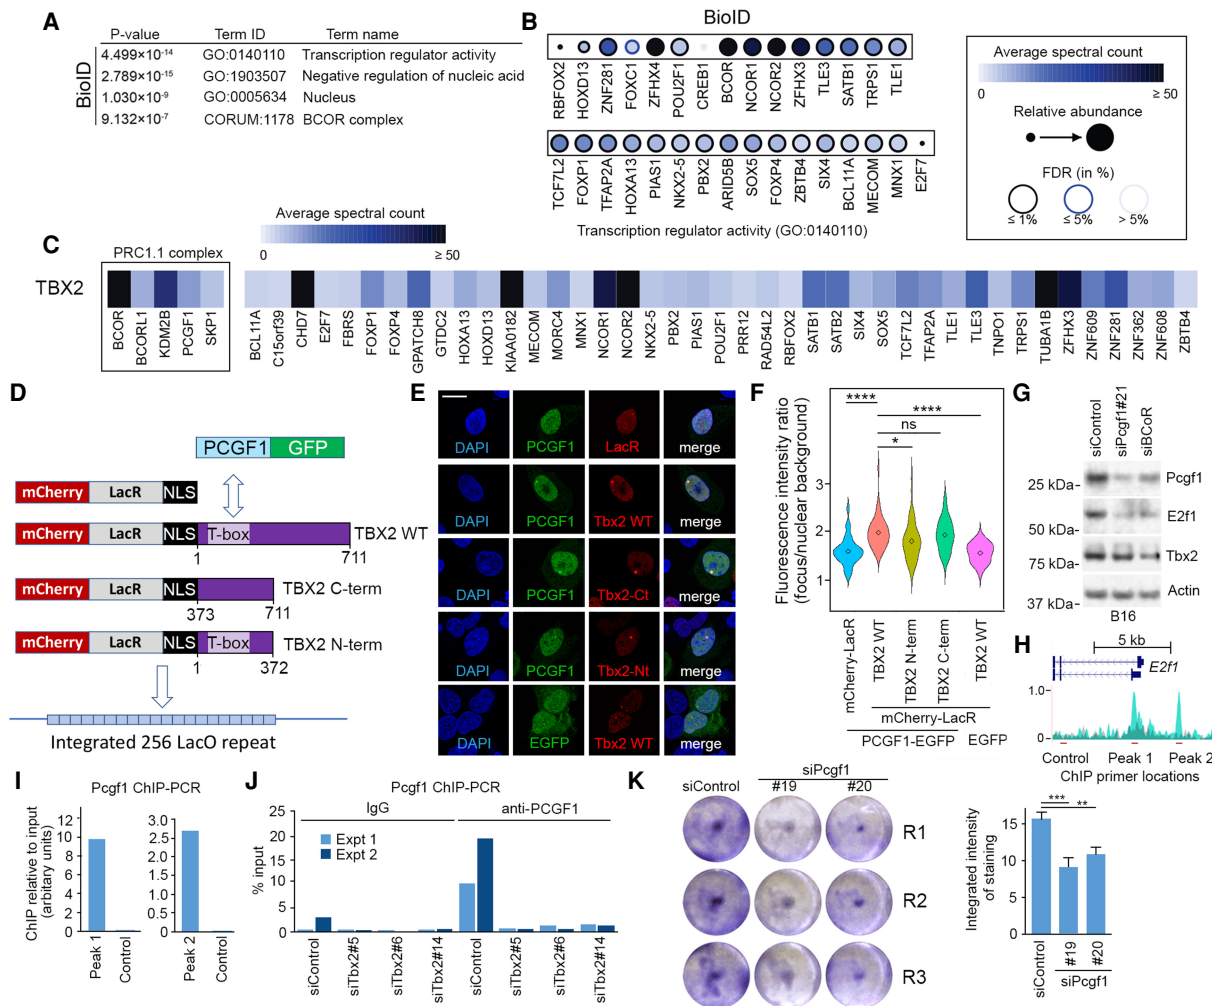 A
P-value Term ID Term name
BioID
4.499×10-14 GO:0140110 Transcription regulator activity
2.789×10-15 GO:1903507 Negative regulation of nucleic acid
1.030×10-9 GO:0005634 Nucleus
9.132×10-7 CORUM:1178 BCOR complex
B
BioID
RBFOX2 HOXD13 ZNF281 FOXC1 ZFHX4 POU2F1 CREB1 BCOR NCOR1 NCOR2 ZFHX3 TLE3 SATB1 TRPS1 TLE1
TCF7L2 FOXP1 TFAP2A HOXA13 PIAS1 NKX2-5 PBX2 ARID5B SOX5 FOXP4 ZBTB4 SIX4 BCL11A MECOM MNX1 E2F7
Transcription regulator activity (GO:0140110)
Average spectral count
0 ≥ 50
Relative abundance
FDR (in %)
≤ 1% ≤ 5% > 5%
C
Average spectral count
0 ≥ 50
PRC1.1 complex
TBX2
BCOR BCORL1 KDM2B PCGF1 SKP1
BCL11A C15orf39 CHD7 E2F7 FBRS FOXP1 FOXP4 GPATCH8 GTDC2 HOXA13 HOXD13 KIAA0182 MECOM MORC4 MNX1 NCOR1 NCOR2 NKX2-5 PBX2 PIAS1 POU2F1 PRR12 RAD54L2 RBFOX2 SATB1 SATB2 SIX4 SOX5 TCF7L2 TFAP2A TLE1 TLE3 TNPO1 TRPS1 TUBA1B ZFHX3 ZNF609 ZNF281 ZNF362 ZNF608 ZBTB4
D
PCGF1 GFP
mCherry LacR NLS
mCherry LacR NLS T-box TBX2 WT
1 711
mCherry LacR NLS TBX2 C-term
373 711
mCherry LacR NLS T-box TBX2 N-term
1 372
Integrated 256 LacO repeat
E
DAPI PCGF1 LacR merge
DAPI PCGF1 Tbx2 WT merge
DAPI PCGF1 Tbx2-Ct merge
DAPI PCGF1 Tbx2-Nt merge
DAPI EGFP Tbx2 WT merge
F
Fluorescence intensity ratio
(focus/nuclear background)
3
2
1
**** **** ns *
mCherry-LacR TBX2 WT TBX2 N-term TBX2 C-term TBX2 WT
mCherry-LacR
PCGF1-EGFP EGFP
G
siControl siPcgf1#21 siBCoR
25 kDa- Pcgf1
50 kDa- E2f1
75 kDa- Tbx2
37 kDa- Actin
B16
H
5 kb
E2f1
1.0
0
Control Peak 1 Peak 2
ChIP primer locations
I
Pcgf1 ChIP-PCR
ChIP relative to input
(arbitary units)
12
10
8
6
4
2
0
Peak 1 Control
3.0
2.5
2.0
1.5
1.0
0.5
0
Peak 2 Control
J
Pcgf1 ChIP-PCR
IgG anti-PCGF1
Expt 1
Expt 2
% input
25
20
15
10
5
0
siControl siTbx2#5 siTbx2#6 siTbx2#14 siControl siTbx2#5 siTbx2#6 siTbx2#14
K
siPcgf1
siControl #19 #20
R1
R2
R3
Integrated intensity
of staining
15
10
5
0
*** **
siControl #19 #20
siPcgf1